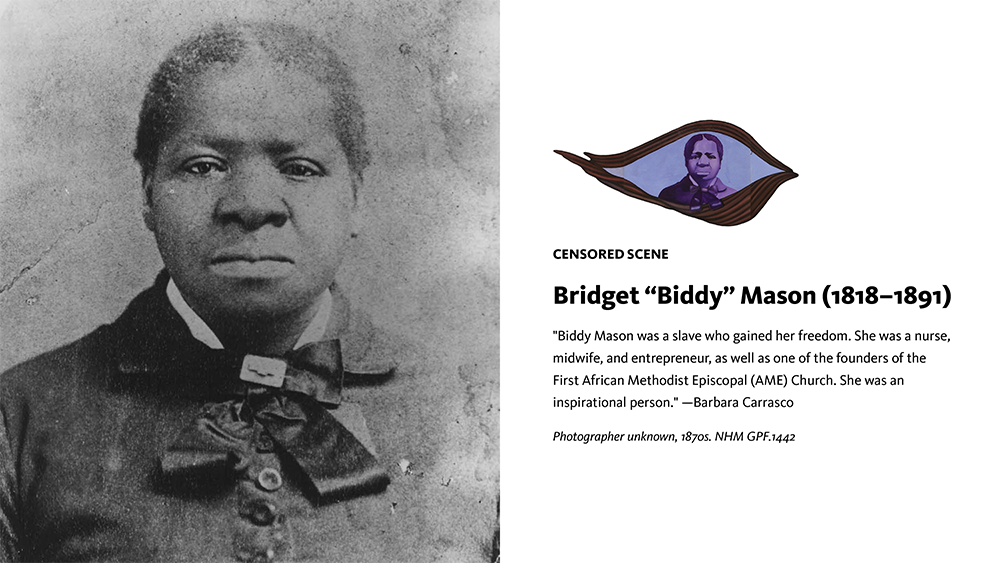 CENSORED SCENE
Bridget “Biddy” Mason (1818–1891)
"Biddy Mason was a slave who gained her freedom. She was a nurse,
midwife, and entrepreneur, as well as one of the founders of the
First African Methodist Episcopal (AME) Church. She was an
inspirational person." —Barbara Carrasco
Photographer unknown, 1870s. NHM GPF.1442